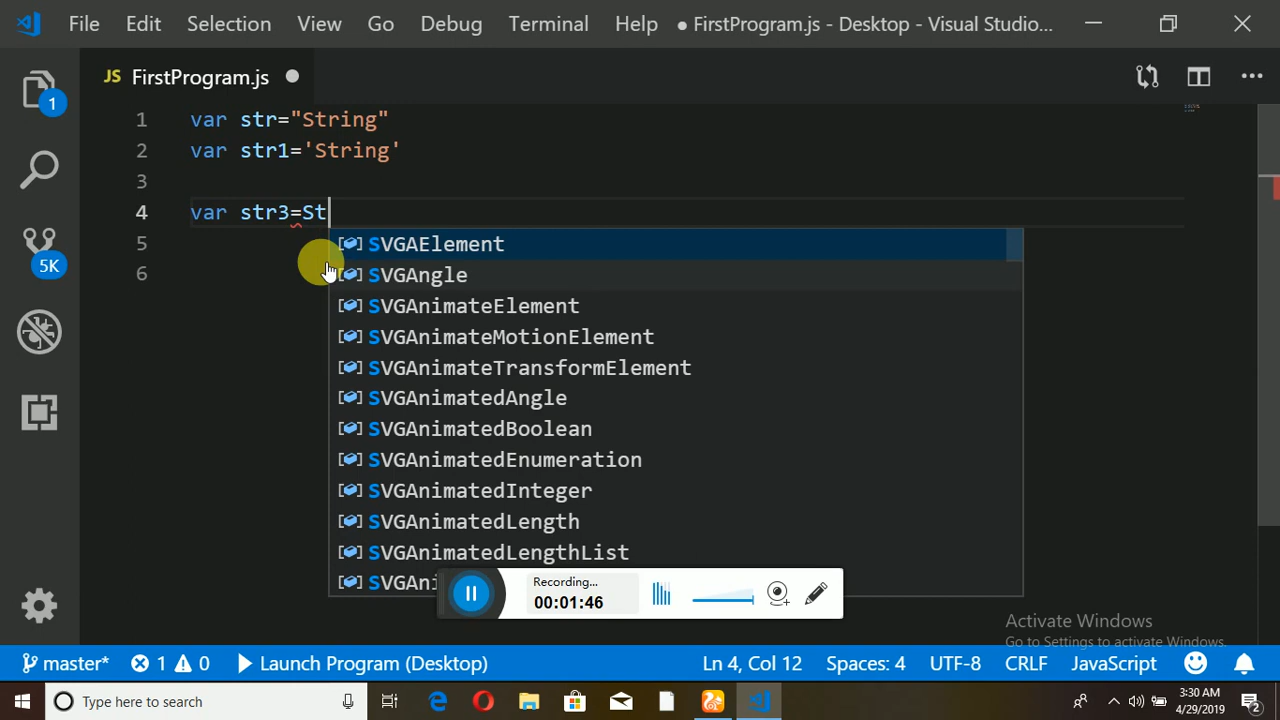 File Edit Selection View Go Debug Terminal Help ● FirstProgram.js - Desktop - Visual Studio...
JS FirstProgram.js ●
1
1 var str="String"
2 var str1='String'
3
4 var str3=St
5
6
5K
SVGAElement
SVGAngle
SVGAnimateElement
SVGAnimateMotionElement
SVGAnimateTransformElement
SVGAnimatedAngle
SVGAnimatedBoolean
SVGAnimatedEnumeration
SVGAnimatedInteger
SVGAnimatedLength
SVGAnimatedLengthList
Recording...
00:01:46
Activate Windows
Go to Settings to activate Windows.
master* 1 0 Launch Program (Desktop) Ln 4, Col 12 Spaces: 4 UTF-8 CRLF JavaScript
Type here to search
3:30 AM
4/29/2019
2